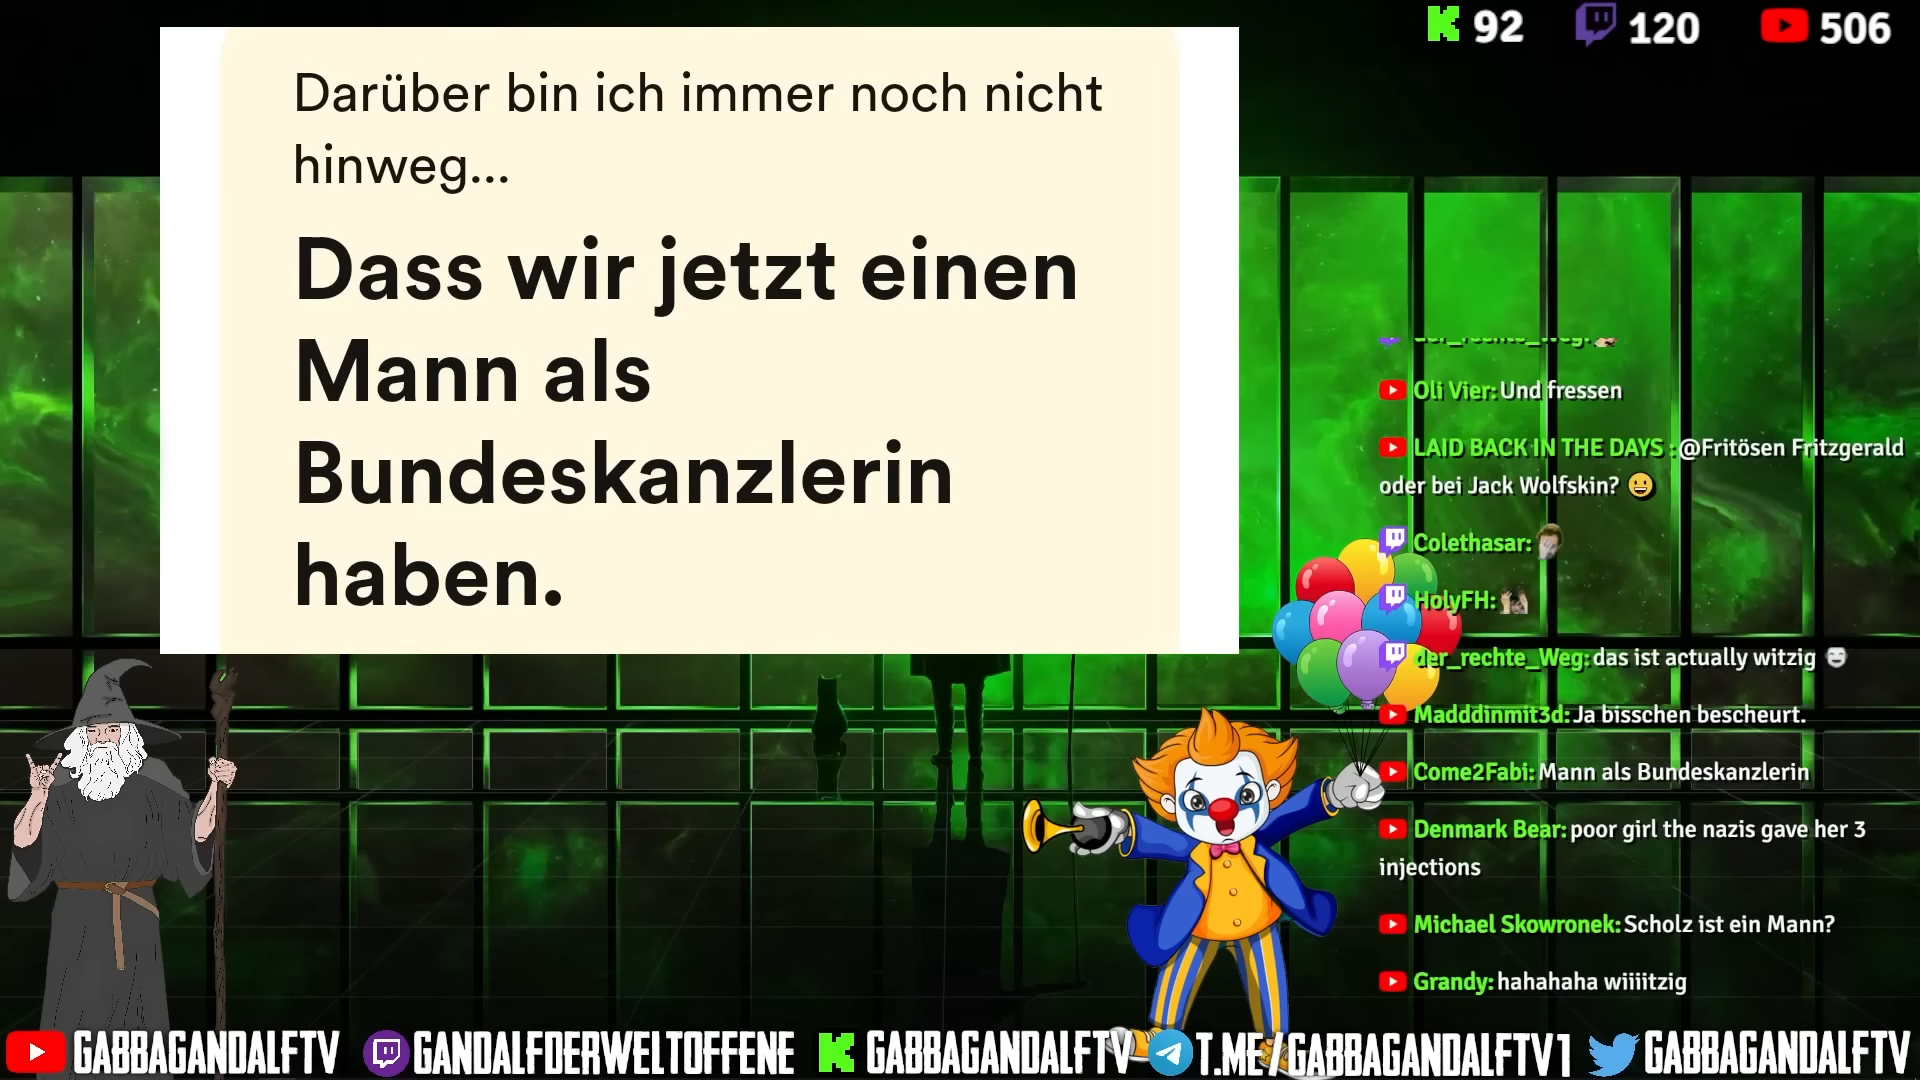 92
120
506
Darüber bin ich immer noch nicht
hinweg...
Dass wir jetzt einen
Mann als
Bundeskanzlerin
haben.
Oli Vier: Und fressen
LAID BACK IN THE DAYS : @Fritösen Fritzgerald
oder bei Jack Wolfskin?
Colethasar:
HolyFH:
der_rechte_Weg: das ist actually witzig
Madddinmit3d: Ja bisschen bescheurt.
Come2Fabi: Mann als Bundeskanzlerin
Denmark Bear: poor girl the nazis gave her 3
injections
Michael Skowronek: Scholz ist ein Mann?
Grandy: hahahaha wiiiitzig
GABBAGANDALFTV GANDALFDERWELTOFFENE GABBAGANDALFTV T.ME/GABBAGANDALFTV1 GABBAGANDALFTV